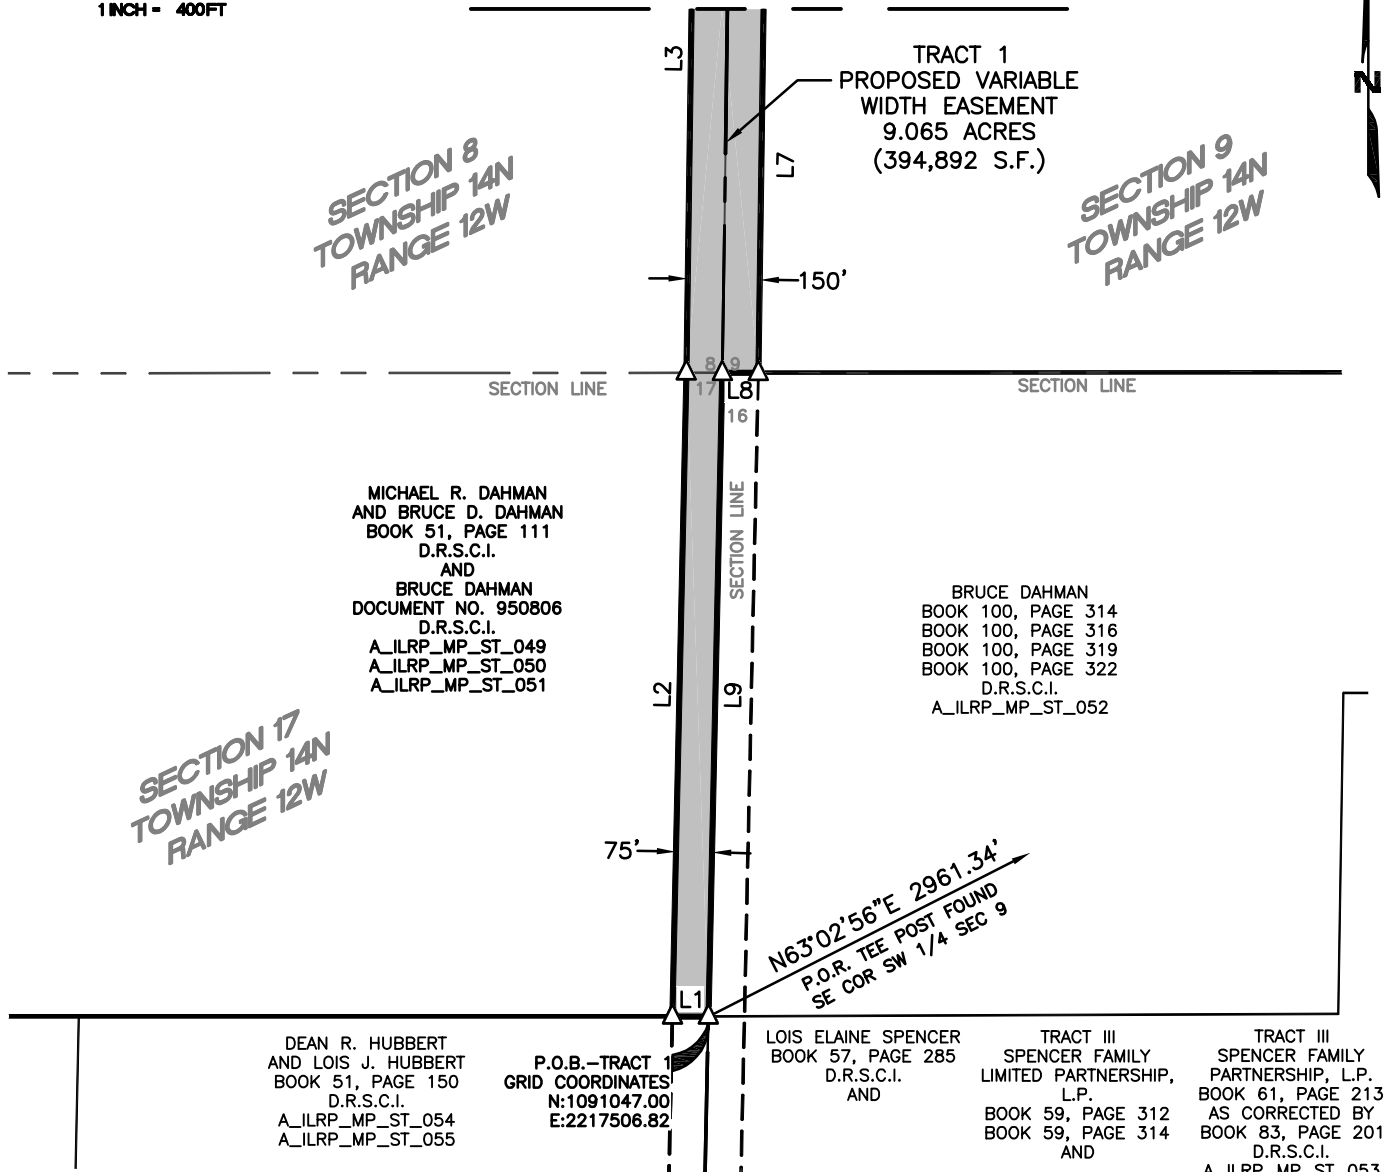 1 INCH = 400FT
L3
TRACT 1
PROPOSED VARIABLE
WIDTH EASEMENT
9.065 ACRES
(394,892 S.F.)
N
L7
SECTION 8
TOWNSHIP 14N
RANGE 12W
SECTION 9
TOWNSHIP 14N
RANGE 12W
150'
8 9
17 16
L8
SECTION LINE
SECTION LINE
SECTION LINE
MICHAEL R. DAHMAN
AND BRUCE D. DAHMAN
BOOK 51, PAGE 111
D.R.S.C.I.
AND
BRUCE DAHMAN
DOCUMENT NO. 950806
D.R.S.C.I.
A_ILRP_MP_ST_049
A_ILRP_MP_ST_050
A_ILRP_MP_ST_051
BRUCE DAHMAN
BOOK 100, PAGE 314
BOOK 100, PAGE 316
BOOK 100, PAGE 319
BOOK 100, PAGE 322
D.R.S.C.I.
A_ILRP_MP_ST_052
L2
L9
SECTION 17
TOWNSHIP 14N
RANGE 12W
75'
N63°02'56"E 2961.34'
P.O.R. TEE POST FOUND
SE COR SW 1/4 SEC 9
L1
DEAN R. HUBBERT
AND LOIS J. HUBBERT
BOOK 51, PAGE 150
D.R.S.C.I.
A_ILRP_MP_ST_054
A_ILRP_MP_ST_055
P.O.B.-TRACT 1
GRID COORDINATES
N:1091047.00
E:2217506.82
LOIS ELAINE SPENCER
BOOK 57, PAGE 285
D.R.S.C.I.
AND
TRACT III
SPENCER FAMILY
LIMITED PARTNERSHIP,
L.P.
BOOK 59, PAGE 312
BOOK 59, PAGE 314
AND
TRACT III
SPENCER FAMILY
PARTNERSHIP, L.P.
BOOK 61, PAGE 213
AS CORRECTED BY
BOOK 83, PAGE 201
D.R.S.C.I.
A_ILRP_MP_ST_053